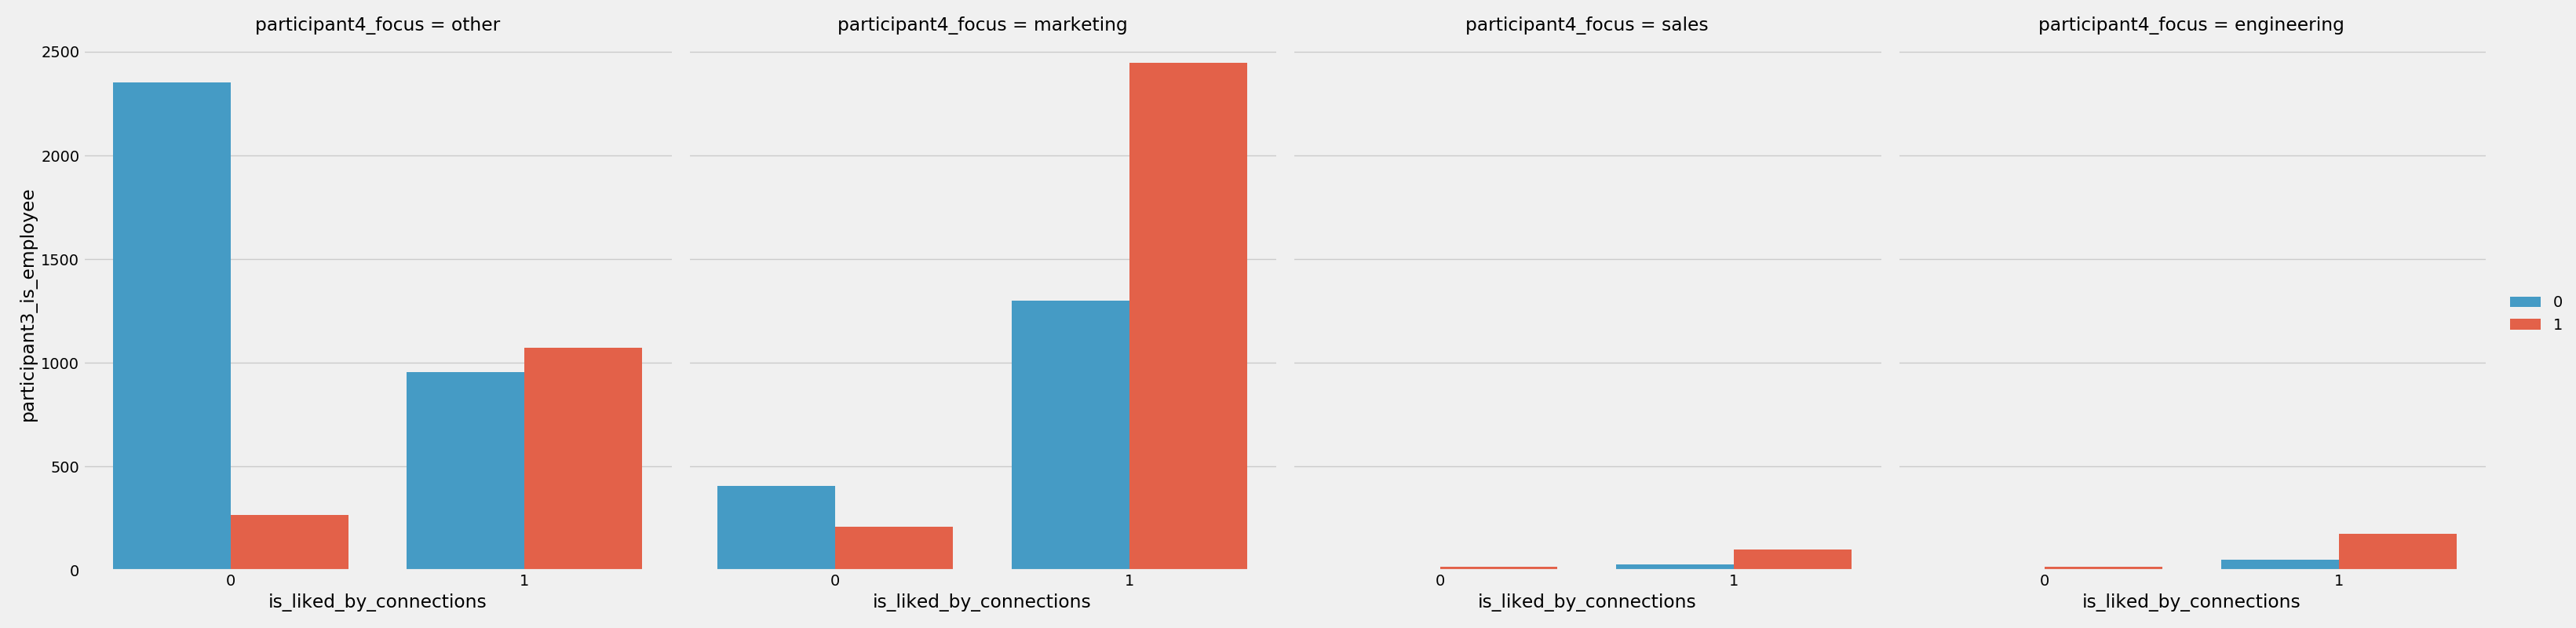 participant4_focus = other
participant4_focus = marketing
participant4_focus = sales
participant4_focus = engineering
participant3_is_employee
2500
2000
1500
1000
500
0
0 1
0 1
0 1
0 1
is_liked_by_connections
is_liked_by_connections
is_liked_by_connections
is_liked_by_connections
0
1